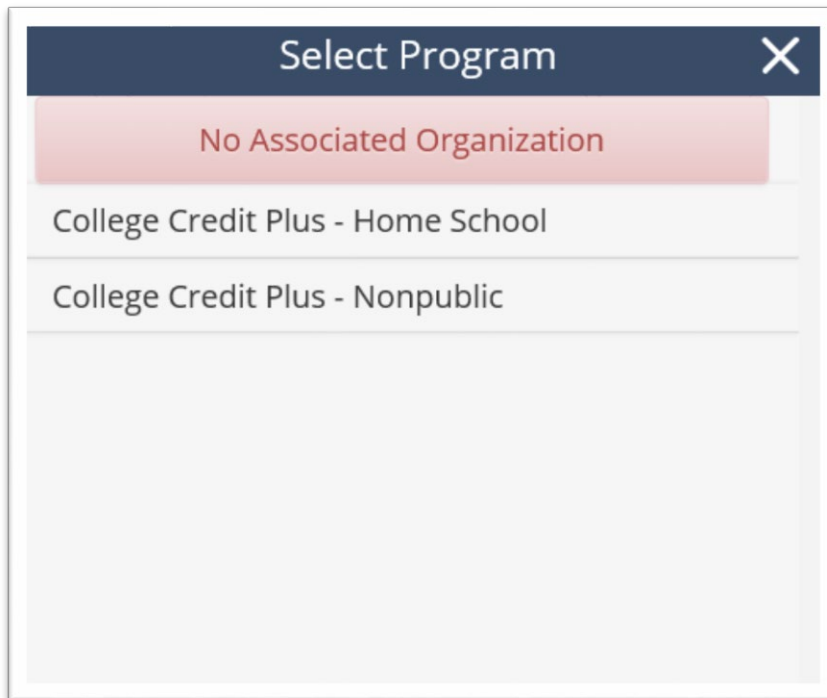 Select Program
No Associated Organization
College Credit Plus - Home School
College Credit Plus - Nonpublic